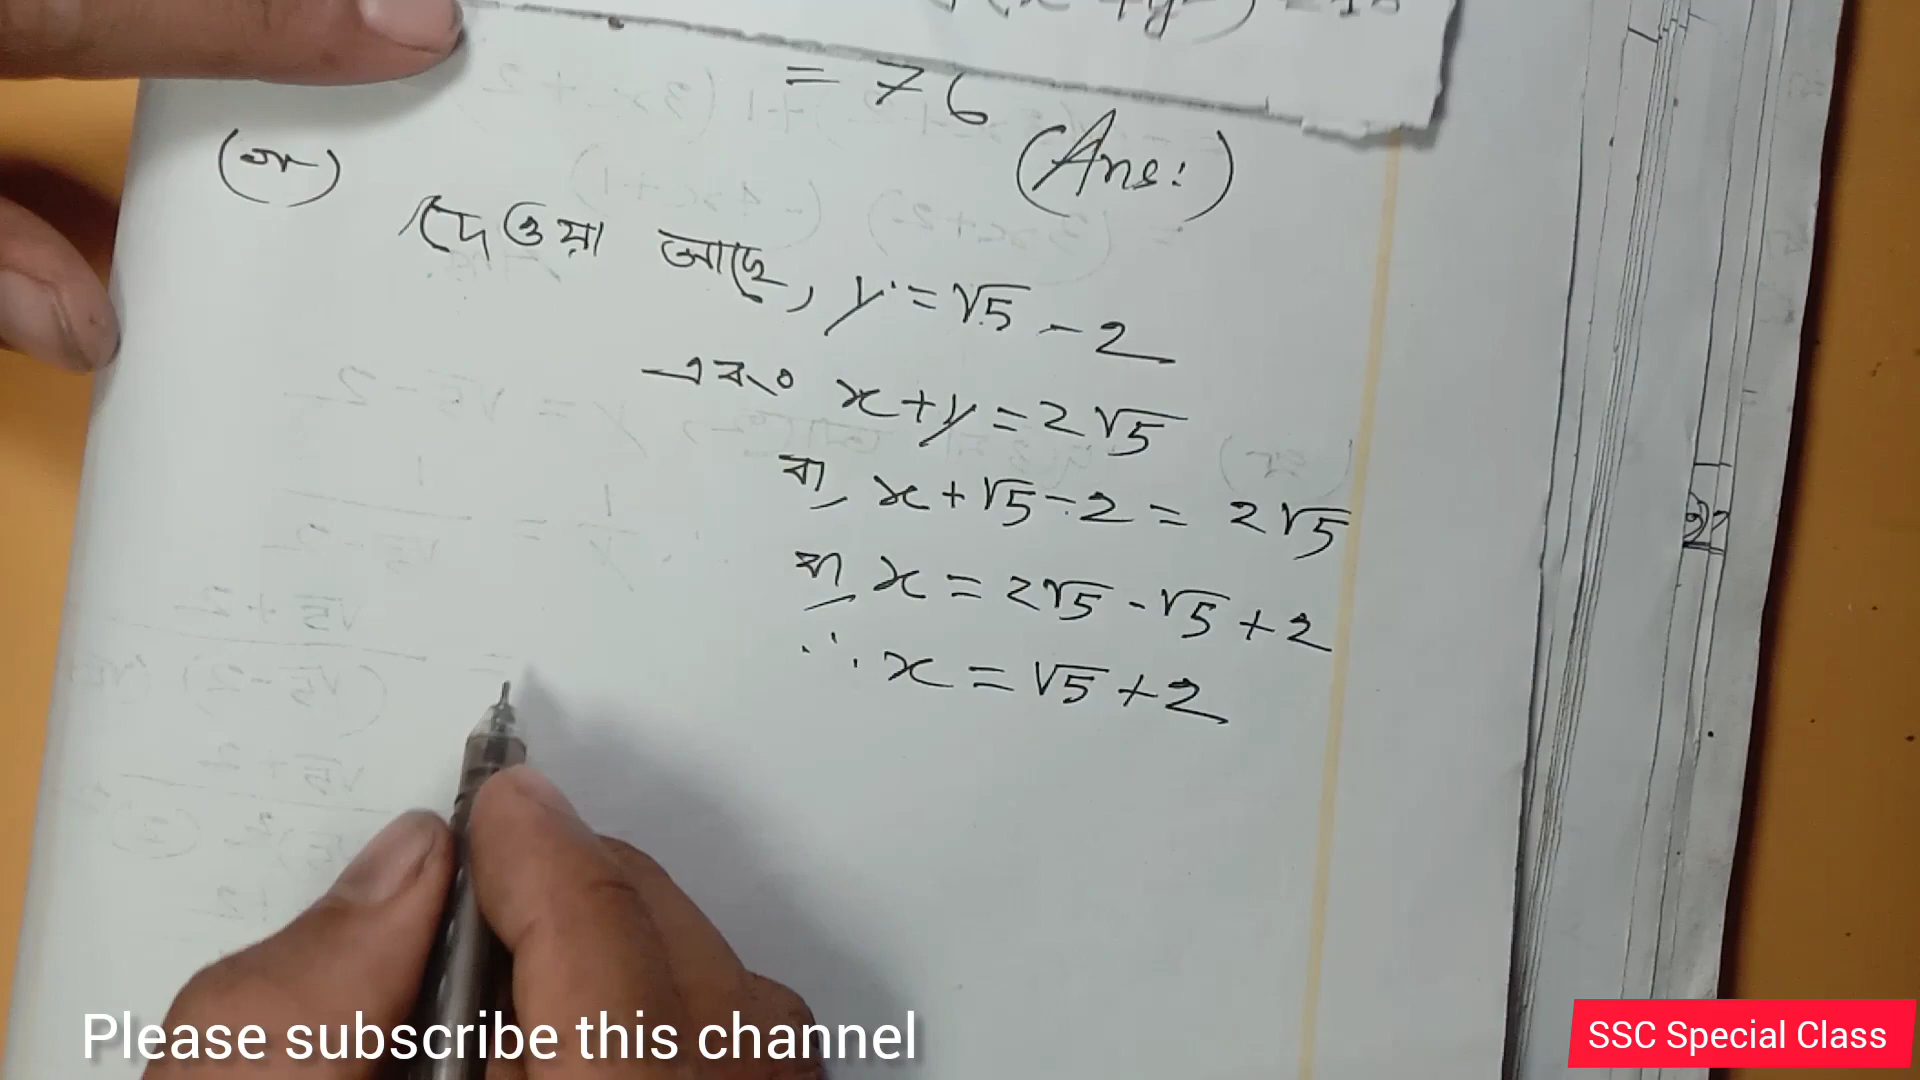 = 76
(Ans:)
দেওয়া আছে, y = √5 - 2
এবং x + y = 2√5
বা, x + √5 - 2 = 2√5
বা, x = 2√5 - √5 + 2
∴ x = √5 + 2
Please subscribe this channel
SSC Special Class